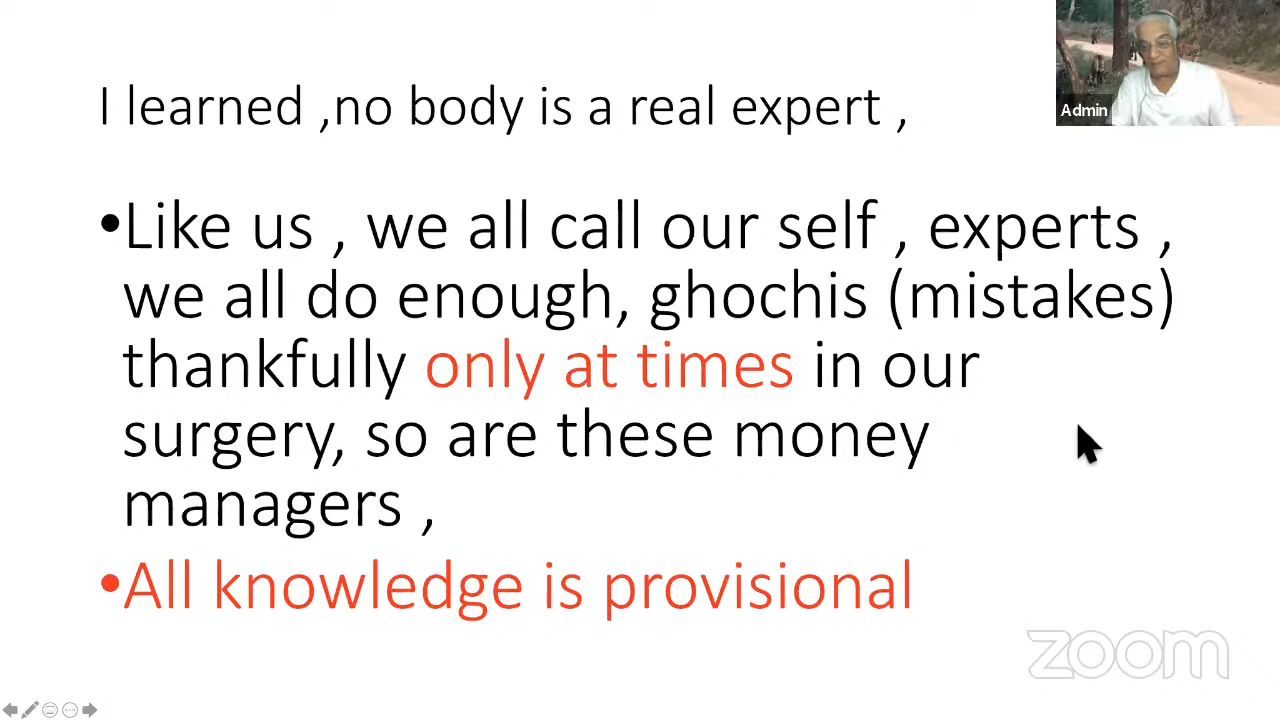 I learned ,no body is a real expert ,
Admin
•Like us , we all call our self , experts ,
we all do enough, ghochis (mistakes)
thankfully only at times in our
surgery, so are these money
managers ,
•All knowledge is provisional
zoom